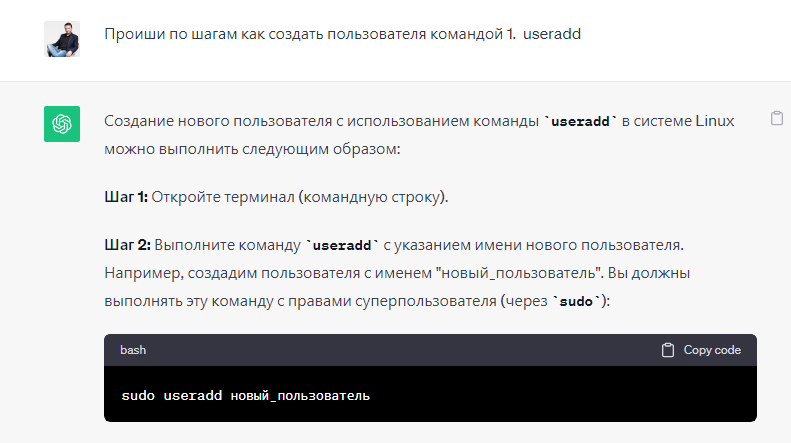 Проиши по шагам как создать пользователя командой 1. useradd
Создание нового пользователя с использованием команды `useradd` в системе Linux
можно выполнить следующим образом:
Шаг 1: Откройте терминал (командную строку).
Шаг 2: Выполните команду `useradd` с указанием имени нового пользователя.
Например, создадим пользователя с именем "новый_пользователь". Вы должны
выполнять эту команду с правами суперпользователя (через `sudo`):
bash Copy code
sudo useradd новый_пользователь